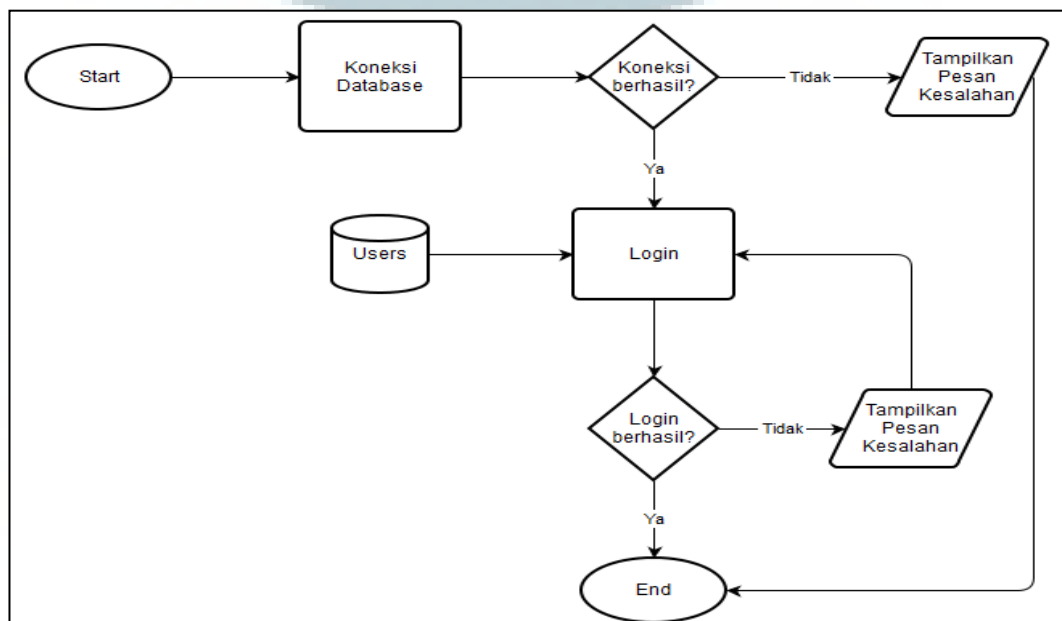 Start
Koneksi
Database
Koneksi
berhasil?
Tidak
Tampilkan
Pesan
Kesalahan
Ya
Users
Login
Login
berhasil?
Tidak
Tampilkan
Pesan
Kesalahan
Ya
End